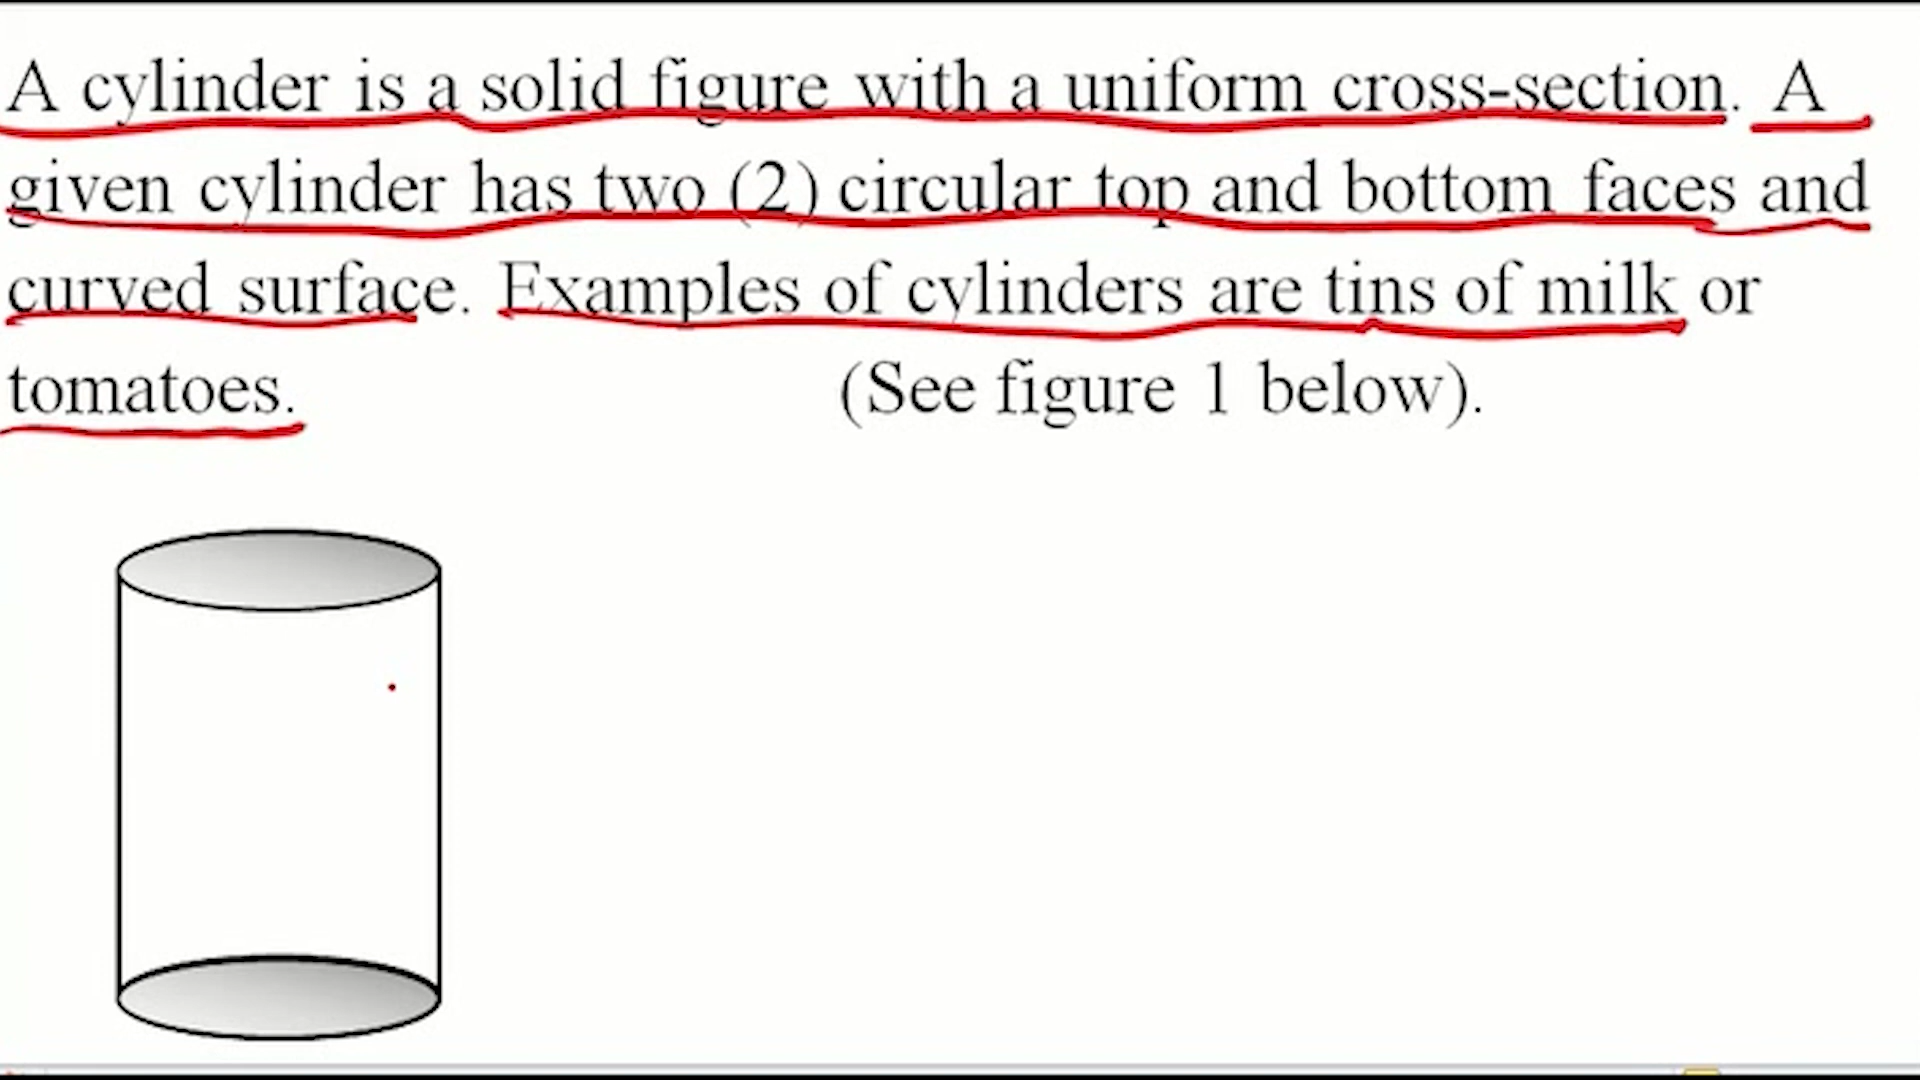 A cylinder is a solid figure with a uniform cross-section. A
given cylinder has two (2) circular top and bottom faces and
curved surface. Examples of cylinders are tins of milk or
tomatoes. (See figure 1 below).